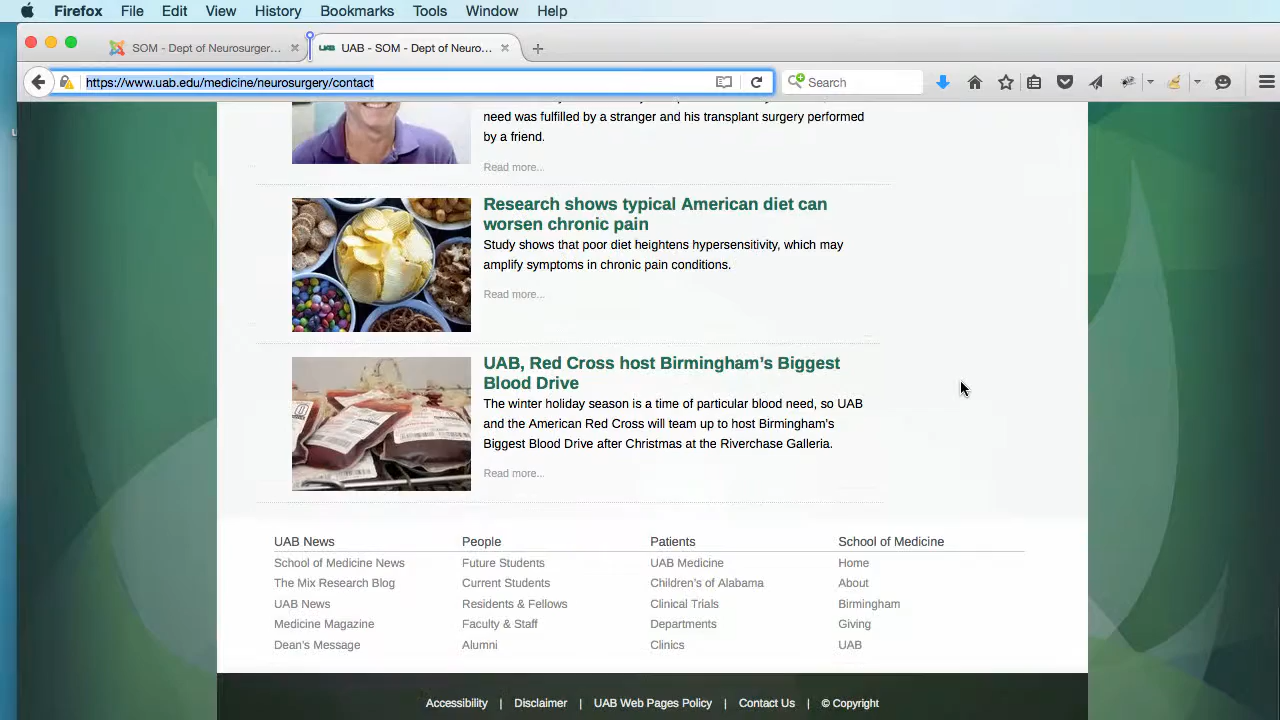 Firefox File Edit View History Bookmarks Tools Window Help
SOM - Dept of Neurosurger... UAB UAB - SOM - Dept of Neuro...
https://www.uab.edu/medicine/neurosurgery/contact Search
need was fulfilled by a stranger and his transplant surgery performed
by a friend.
Read more...
Research shows typical American diet can
worsen chronic pain
Study shows that poor diet heightens hypersensitivity, which may
amplify symptoms in chronic pain conditions.
Read more...
UAB, Red Cross host Birmingham's Biggest
Blood Drive
The winter holiday season is a time of particular blood need, so UAB
and the American Red Cross will team up to host Birmingham's
Biggest Blood Drive after Christmas at the Riverchase Galleria.
Read more...
UAB News People Patients School of Medicine
School of Medicine News Future Students UAB Medicine Home
The Mix Research Blog Current Students Children's of Alabama About
UAB News Residents & Fellows Clinical Trials Birmingham
Medicine Magazine Faculty & Staff Departments Giving
Dean's Message Alumni Clinics UAB
Accessibility | Disclaimer | UAB Web Pages Policy | Contact Us | © Copyright